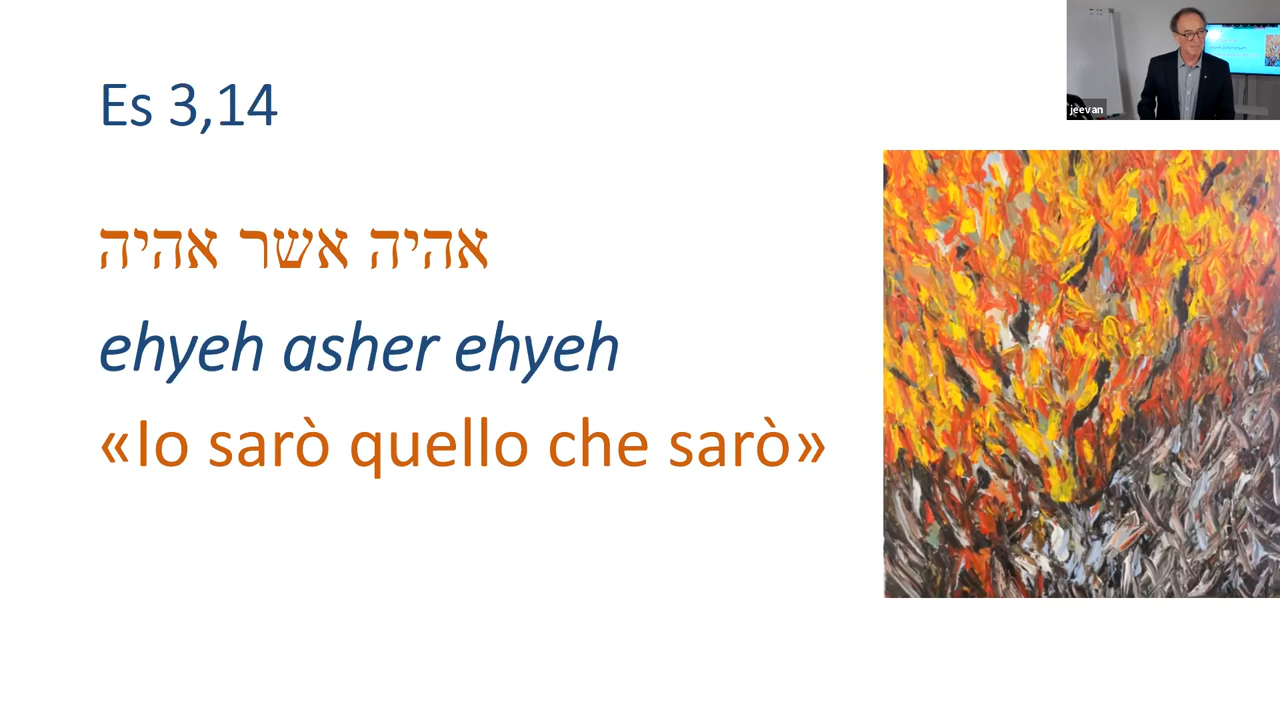 Es 3,14
אהיה אשר אהיה
ehyeh asher ehyeh
«Io sarò quello che sarò»
jeevan